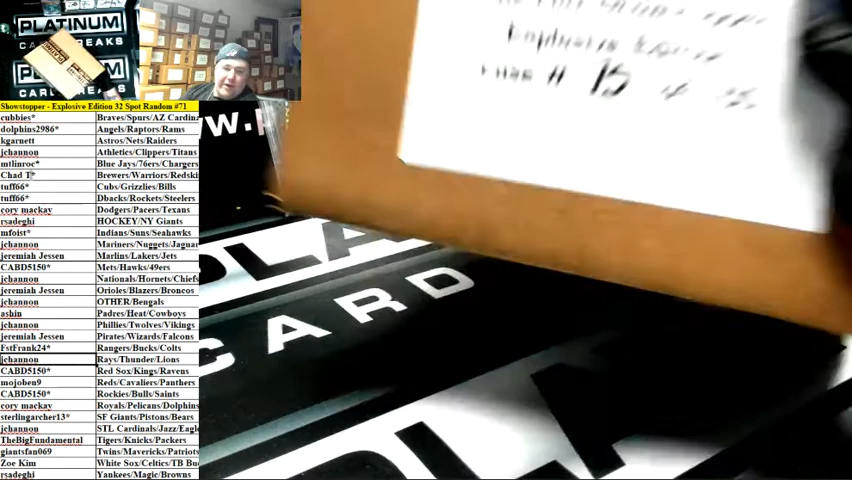 PLATINUM
CARD BREAKS
Showstopper - Explosive Edition 32 Spot Random #71
cubbies* Braves/Spurs/AZ Cardina
dolphins2986* Angels/Raptors/Rams
kgarnett Astros/Nets/Raiders
jchannon Athletics/Clippers/Titans
mtlinroc* Blue Jays/76ers/Chargers
Chad T* Brewers/Warriors/Redski
tuff66* Cubs/Grizzlies/Bills
tuff66* Dbacks/Rockets/Steelers
cory mackay Dodgers/Pacers/Texans
rsadeghi HOCKEY/NY Giants
mfoist* Indians/Suns/Seahawks
jchannon Mariners/Nuggets/Jaguar
jeremiah Jessen Marlins/Lakers/Jets
CABD5150* Mets/Hawks/49ers
jchannon Nationals/Hornets/Chiefs
jeremiah Jessen Orioles/Blazers/Broncos
jchannon OTHER/Bengals
ashin Padres/Heat/Cowboys
jchannon Phillies/Twolves/Vikings
jeremiah Jessen Pirates/Wizards/Falcons
FstFrank24* Rangers/Bucks/Colts
jchannon Rays/Thunder/Lions
CABD5150* Red Sox/Kings/Ravens
mojoben9 Reds/Cavaliers/Panthers
CABD5150* Rockies/Bulls/Saints
cory mackay Royals/Pelicans/Dolphins
sterlingarcher13* SF Giants/Pistons/Bears
jchannon STL Cardinals/Jazz/Eagle
TheBigFundamental Tigers/Knicks/Packers
giantsfan069 Twins/Mavericks/Patriots
Zoe Kim White Sox/Celtics/TB Bu
rsadeghi Yankees/Magic/Browns
W.P
PLA
CARD
PLA
# 15